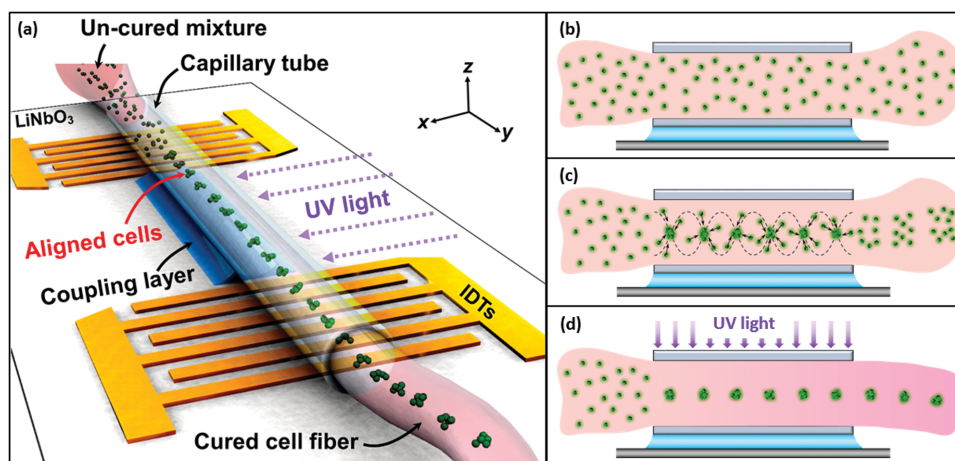 (a)
Un-cured mixture
Capillary tube
LiNbO₃
z
x
y
UV light
Aligned cells
Coupling layer
IDTs
Cured cell fiber
(b)
(c)
(d)
UV light